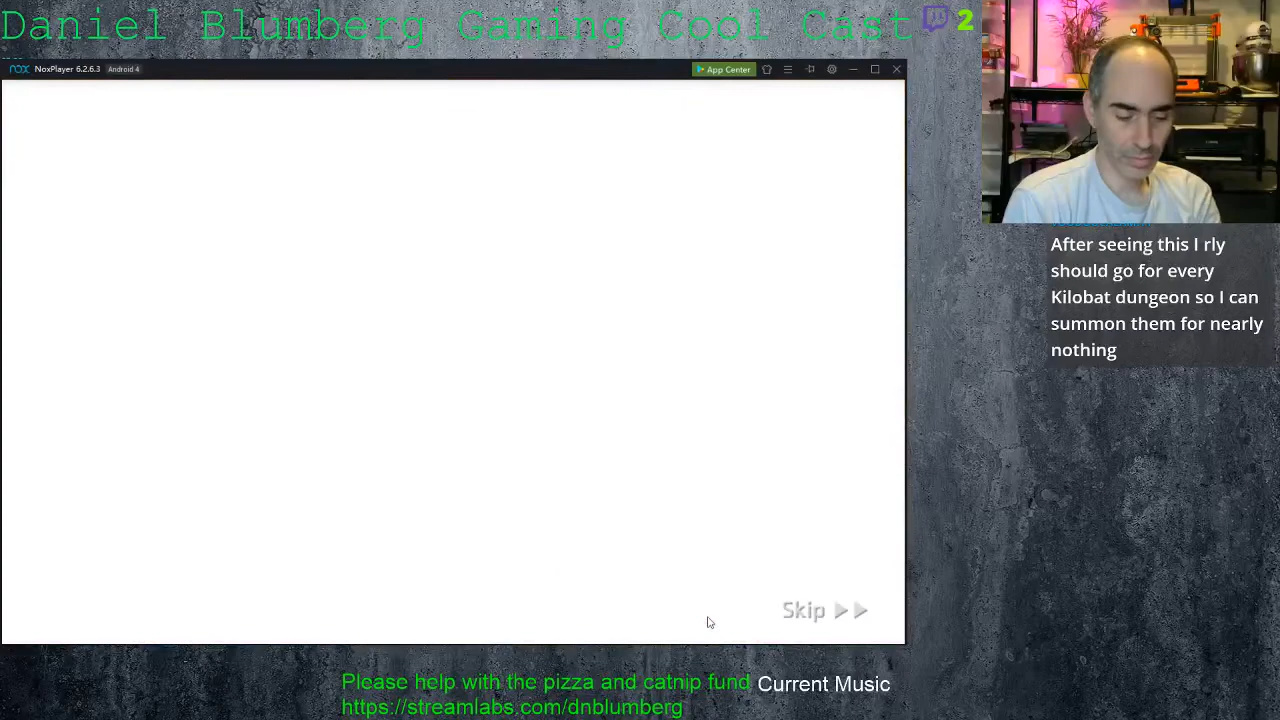 Daniel Blumberg Gaming Cool Cast 2
nox NoxPlayer 6.2.6.3 Android 4 App Center
After seeing this I rly
should go for every
Kilobat dungeon so I can
summon them for nearly
nothing
Skip
Please help with the pizza and catnip fund Current Music
https://streamlabs.com/dnblumberg